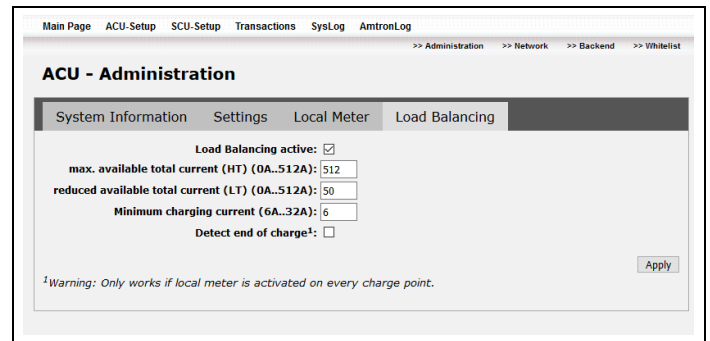 Main Page ACU-Setup SCU-Setup Transactions SysLog AmtronLog
>> Administration >> Network >> Backend >> Whitelist
ACU - Administration
System Information Settings Local Meter Load Balancing
Load Balancing active:
max. available total current (HT) (0A..512A): 512
reduced available total current (LT) (0A..512A): 50
Minimum charging current (6A..32A): 6
Detect end of charge¹:
Apply
¹Warning: Only works if local meter is activated on every charge point.